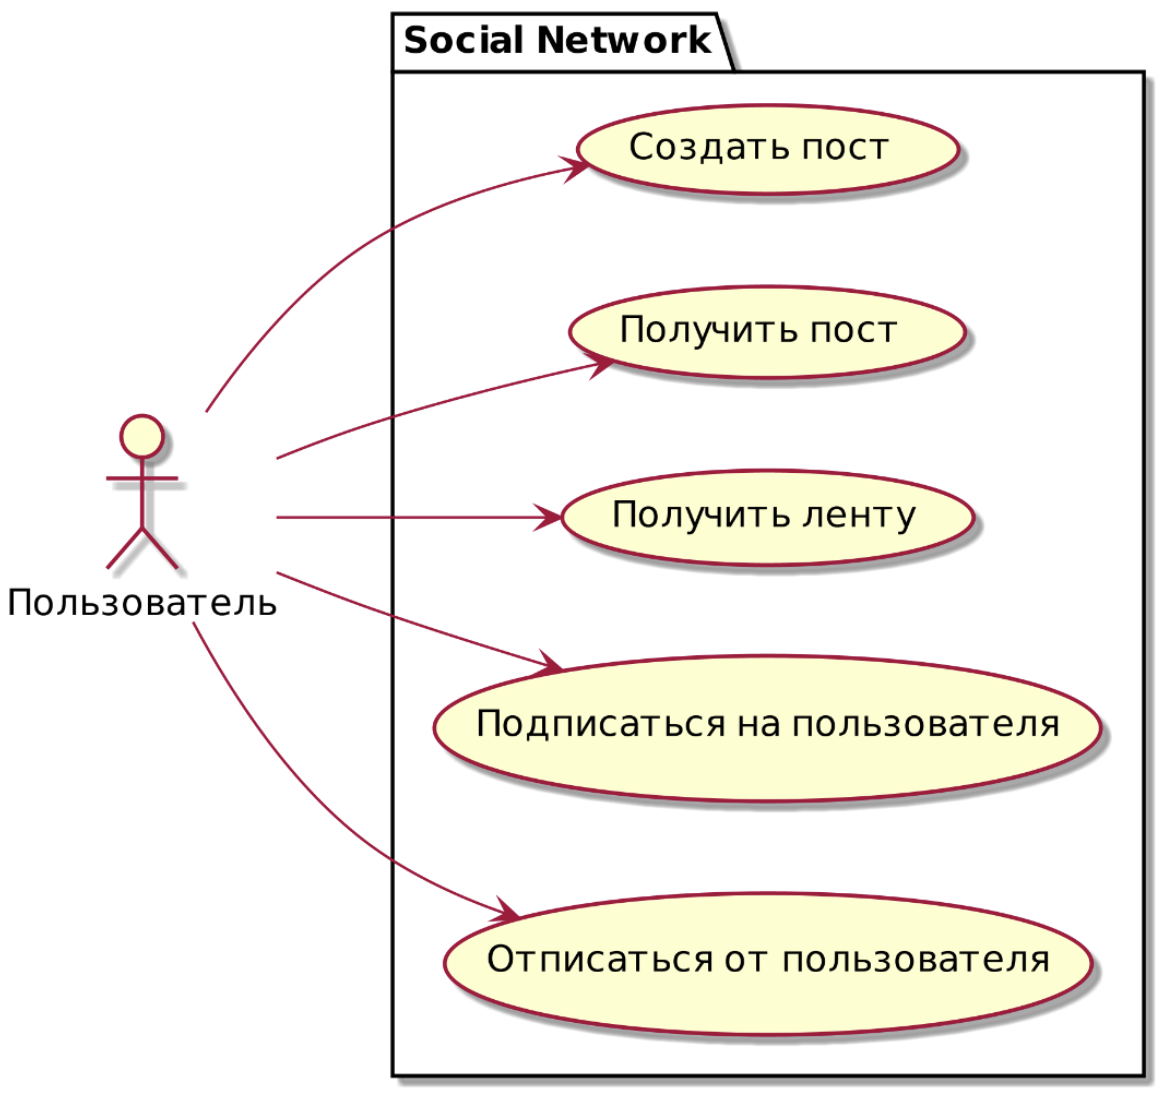 Social Network
Создать пост
Получить пост
Получить ленту
Пользователь
Подписаться на пользователя
Отписаться от пользователя